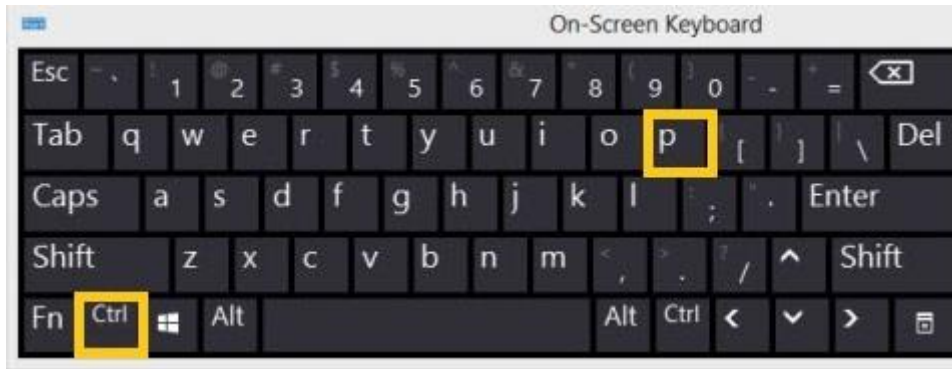 On-Screen Keyboard
Esc ~ ` ! 1 @ 2 # 3 $ 4 % 5 ^ 6 & 7 * 8 ( 9 ) 0 _ - + =
Tab q w e r t y u i o p { [ } ] | \ Del
Caps a s d f g h j k l : ; " ' Enter
Shift z x c v b n m < , > . ? / Shift
Fn Ctrl Alt Alt Ctrl